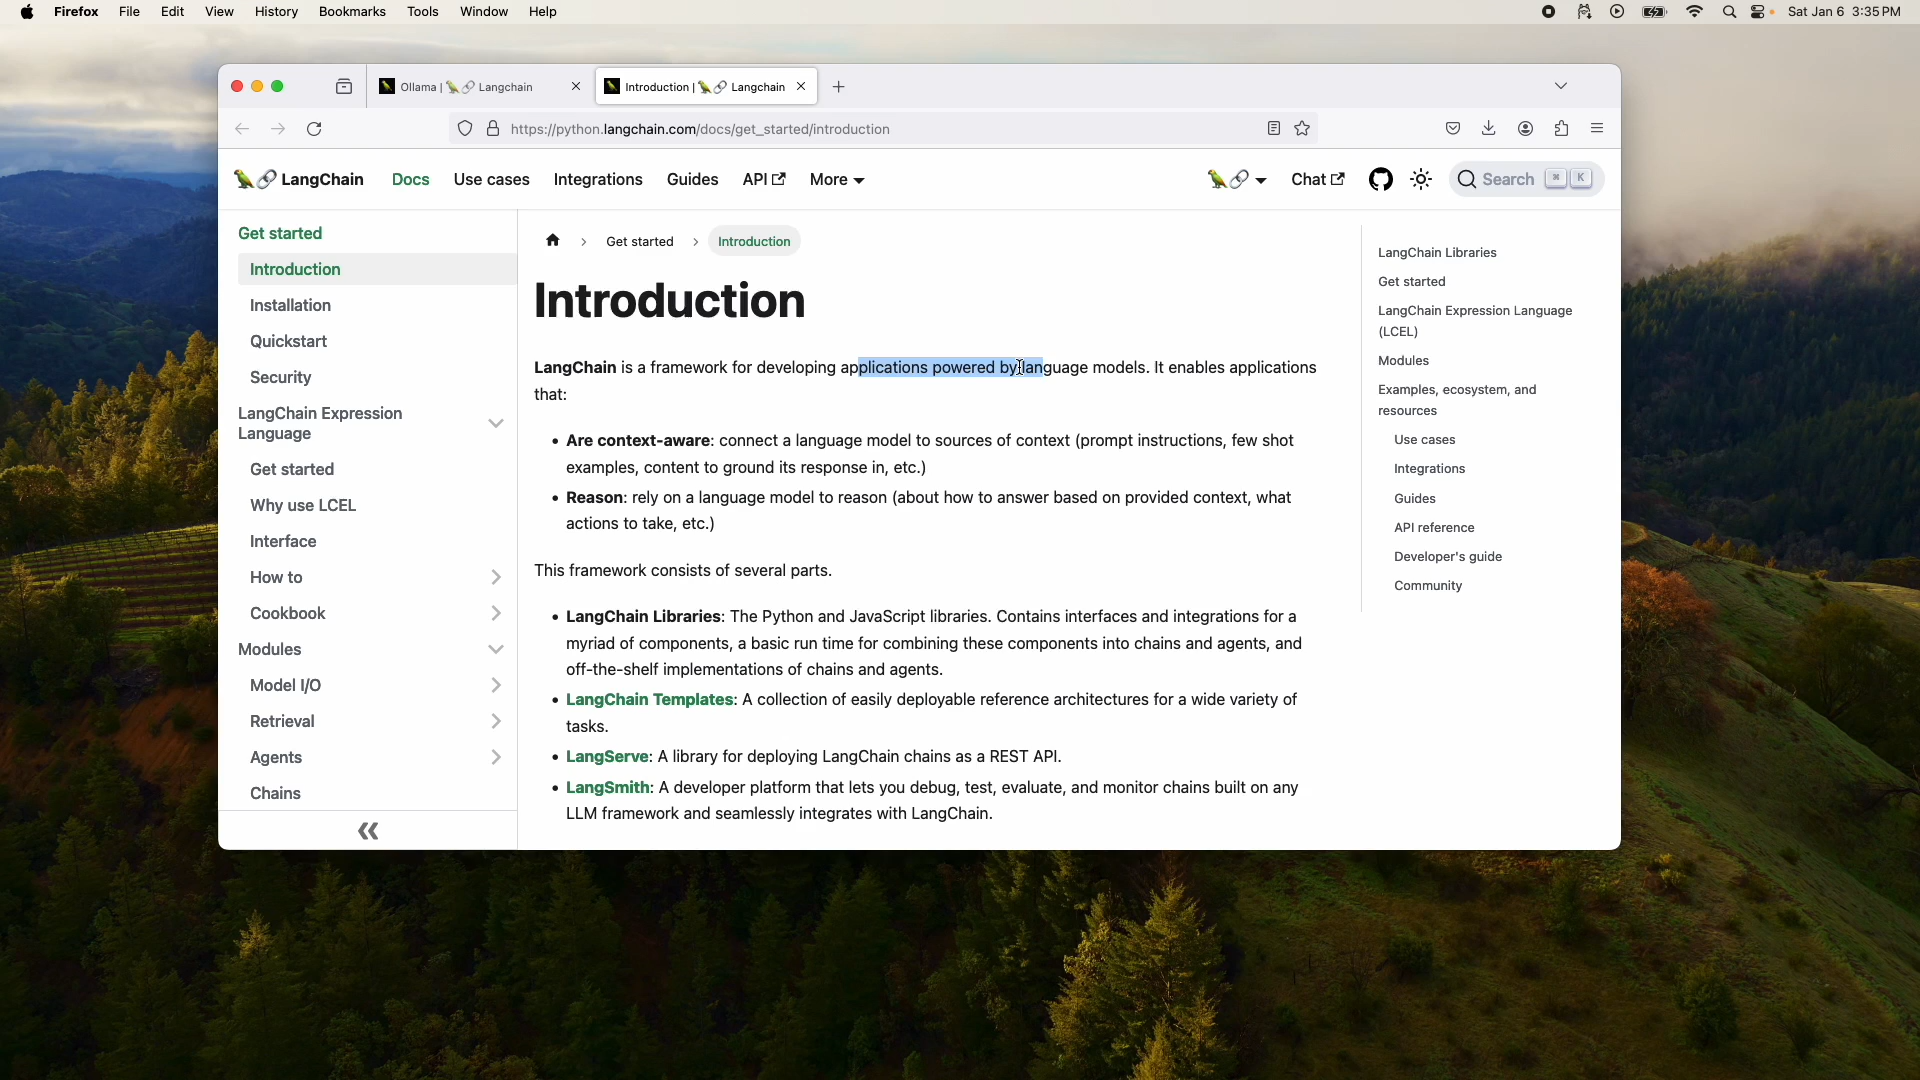 Firefox File Edit View History Bookmarks Tools Window Help Sat Jan 6 3:35 PM
Ollama | 🦜🔗 Langchain Introduction | 🦜🔗 Langchain
https://python.langchain.com/docs/get_started/introduction
🦜🔗 LangChain Docs Use cases Integrations Guides API More 🦜🔗 Chat Search ⌘ K
Get started
Introduction
Installation
Quickstart
Security
LangChain Expression
Language
Get started
Why use LCEL
Interface
How to
Cookbook
Modules
Model I/O
Retrieval
Agents
Chains
Get started Introduction
Introduction
LangChain is a framework for developing applications powered by language models. It enables applications
that:
• Are context-aware: connect a language model to sources of context (prompt instructions, few shot
examples, content to ground its response in, etc.)
• Reason: rely on a language model to reason (about how to answer based on provided context, what
actions to take, etc.)
This framework consists of several parts.
• LangChain Libraries: The Python and JavaScript libraries. Contains interfaces and integrations for a
myriad of components, a basic run time for combining these components into chains and agents, and
off-the-shelf implementations of chains and agents.
• LangChain Templates: A collection of easily deployable reference architectures for a wide variety of
tasks.
• LangServe: A library for deploying LangChain chains as a REST API.
• LangSmith: A developer platform that lets you debug, test, evaluate, and monitor chains built on any
LLM framework and seamlessly integrates with LangChain.
LangChain Libraries
Get started
LangChain Expression Language
(LCEL)
Modules
Examples, ecosystem, and
resources
Use cases
Integrations
Guides
API reference
Developer's guide
Community